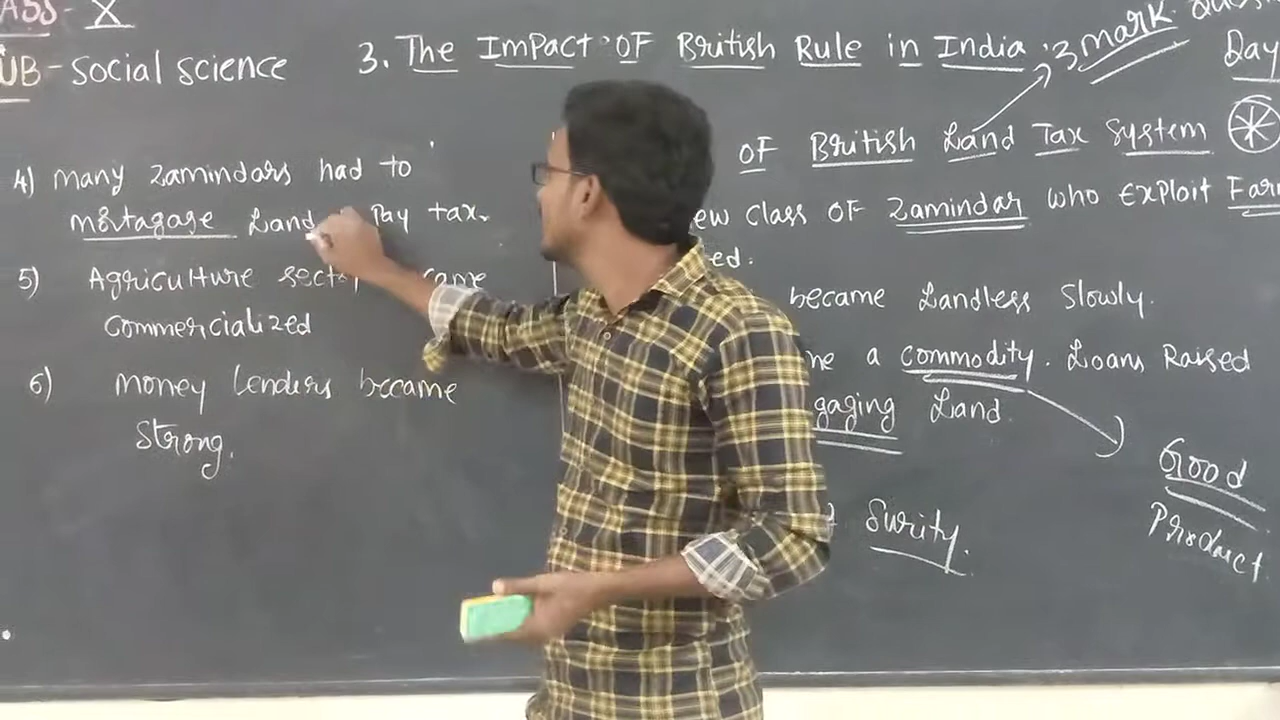 ASS - X
UB - Social science
3. The Impact OF British Rule in India
3 mark
Day
4) many Zamindars had to
mortagage Land Pay tax.
5) Agriculture
Commercialized
6) money lenders became
Strong.
OF British Land Tax System
ew Class OF Zamindar who Exploit Far
ed.
became Landless Slowly.
me a commodity. Loans Raised
gaging Land.
Surity.
Good
Product